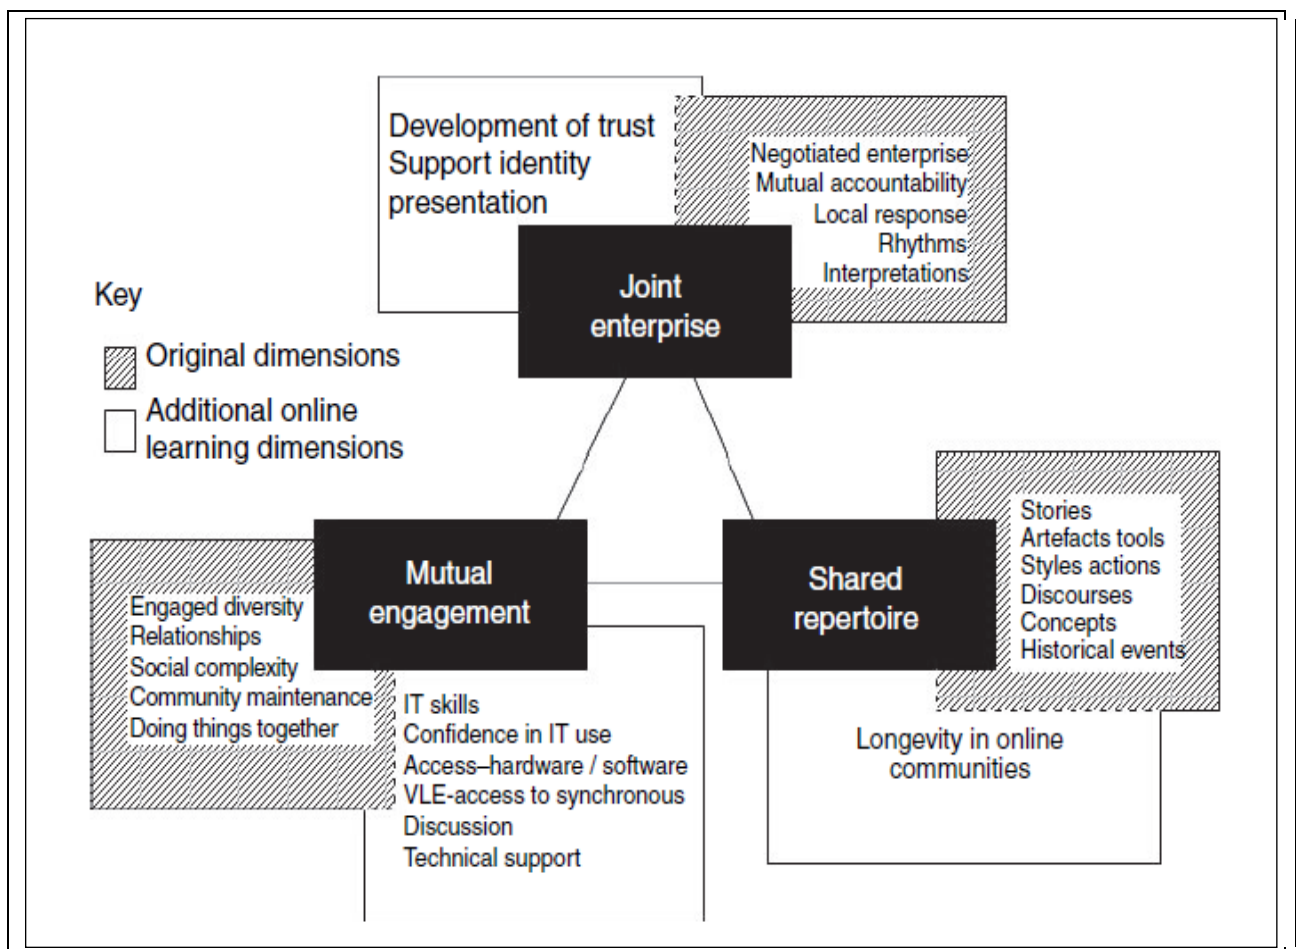 Development of trust
Support identity
presentation
Negotiated enterprise
Mutual accountability
Local response
Rhythms
Interpretations
Joint
enterprise
Key
Original dimensions
Additional online
learning dimensions
Mutual
engagement
Engaged diversity
Relationships
Social complexity
Community maintenance
Doing things together
IT skills
Confidence in IT use
Access–hardware / software
VLE-access to synchronous
Discussion
Technical support
Shared
repertoire
Stories
Artefacts tools
Styles actions
Discourses
Concepts
Historical events
Longevity in online
communities